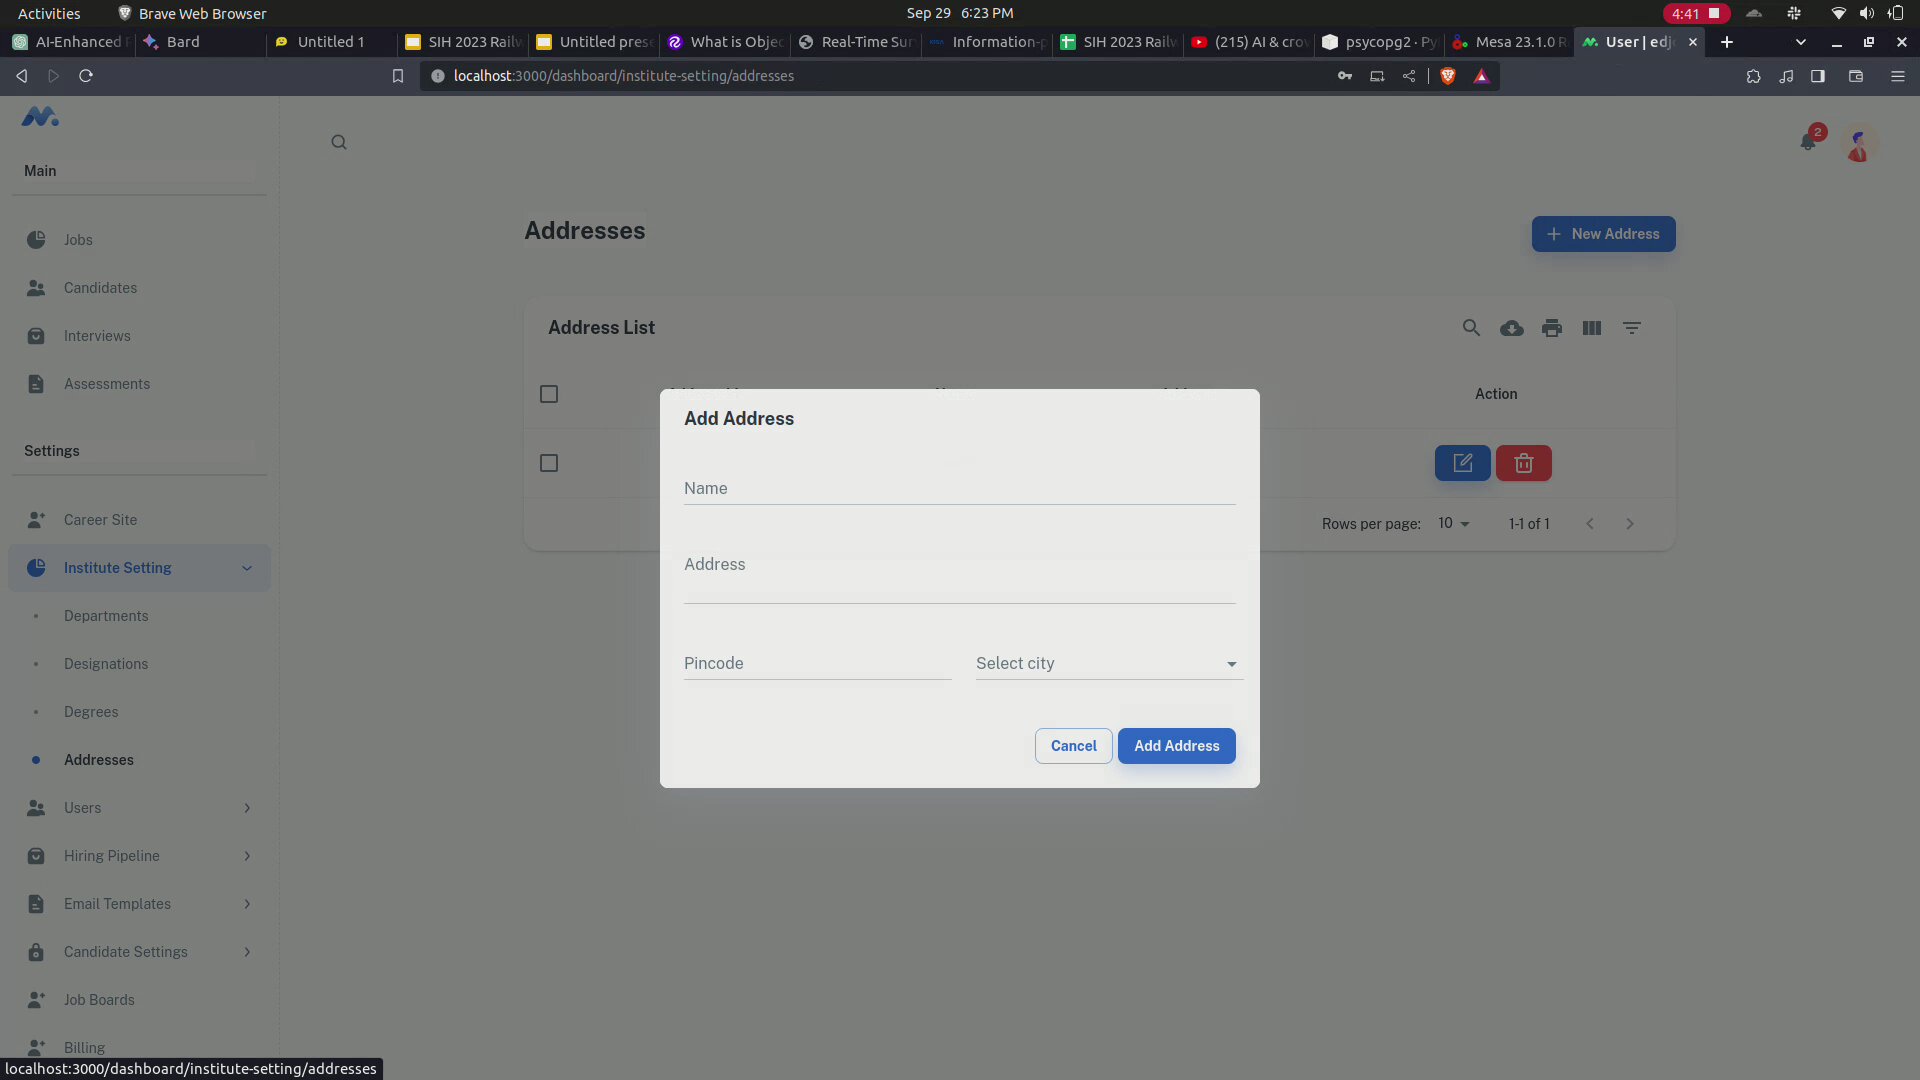 Activities
Brave Web Browser
Sep 29 6:23 PM
4:41
AI-Enhanced
Bard
Untitled 1
SIH 2023 Railw
Untitled prese
What is Objec
Real-Time Sur
Information-p
SIH 2023 Railw
(215) AI & crow
psycopg2 · Py
Mesa 23.1.0 R
User | edj
localhost:3000/dashboard/institute-setting/addresses
2
Main
Jobs
Candidates
Interviews
Assessments
Settings
Career Site
Institute Setting
Departments
Designations
Degrees
Addresses
Users
Hiring Pipeline
Email Templates
Candidate Settings
Job Boards
Billing
Addresses
New Address
Address List
Action
Rows per page: 10 1-1 of 1
Add Address
Name
Address
Pincode
Select city
Cancel
Add Address
localhost:3000/dashboard/institute-setting/addresses